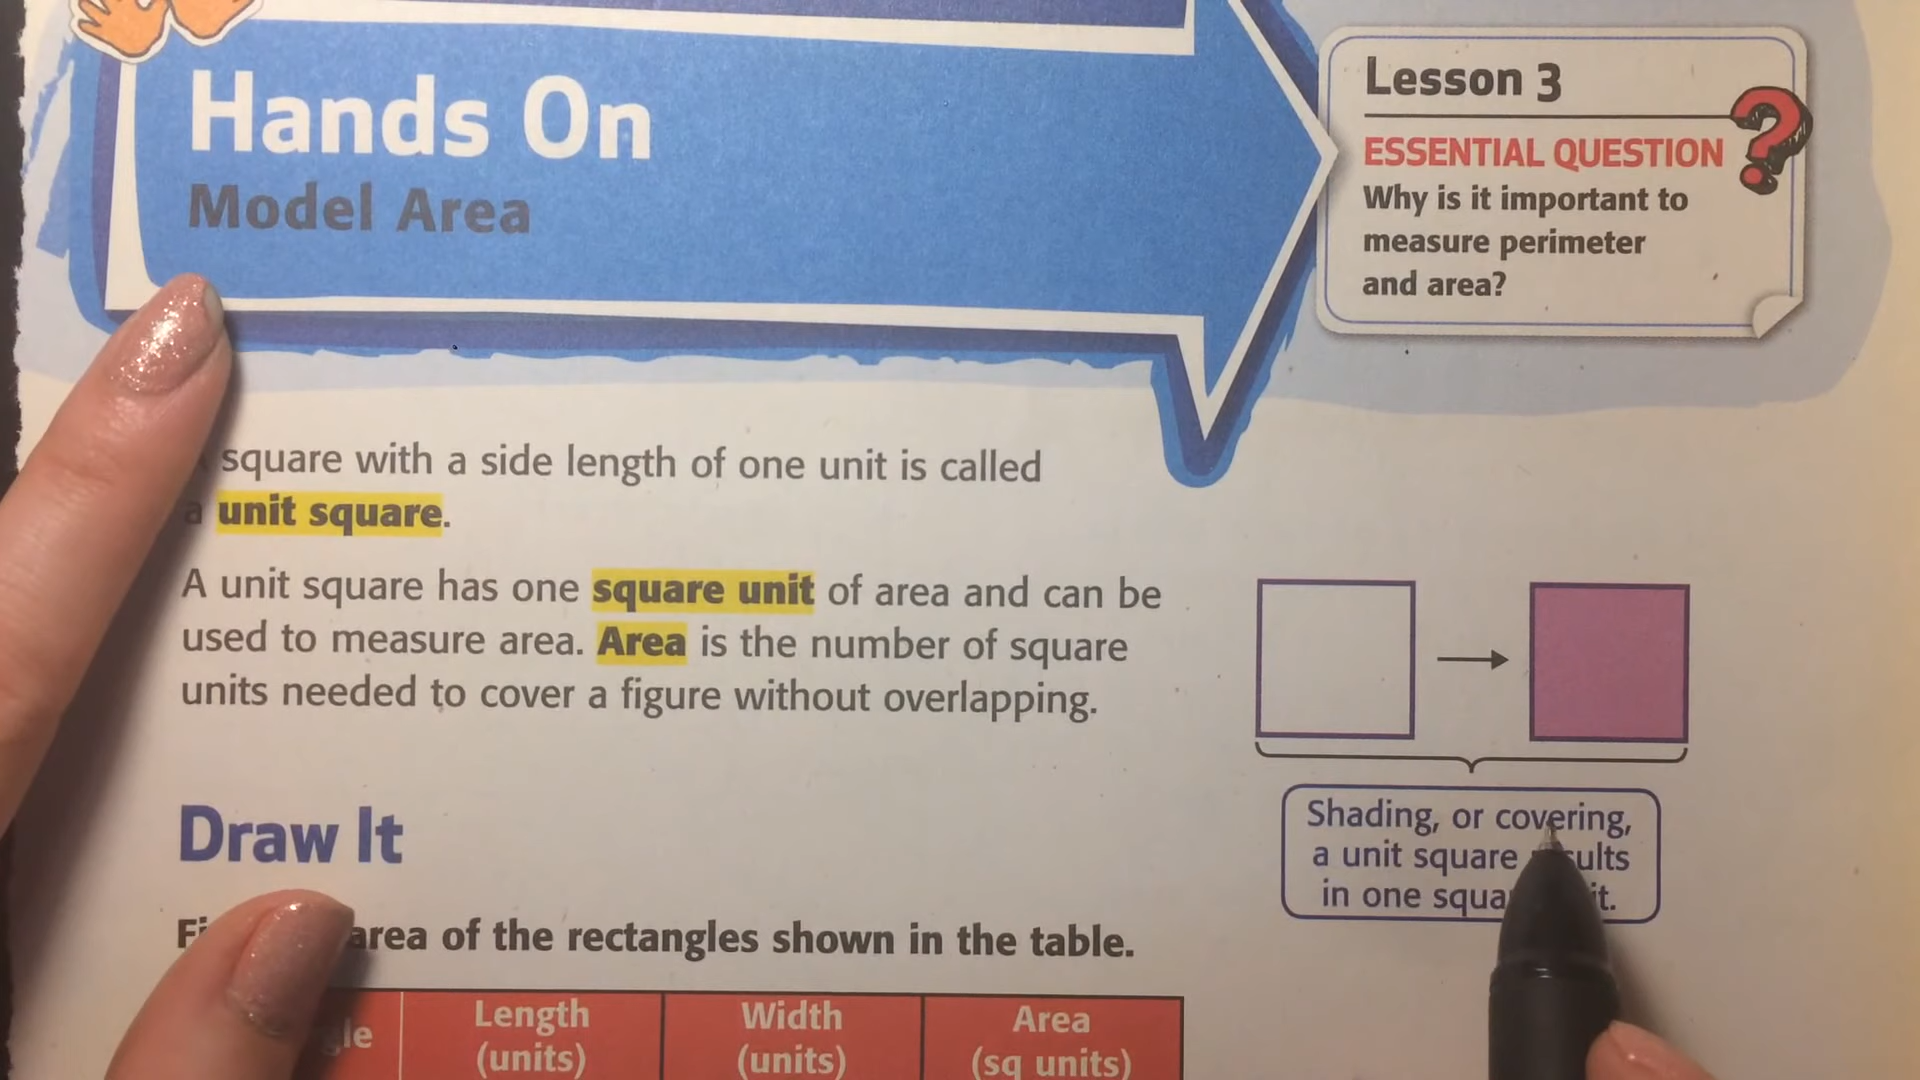 Hands On
Model Area
Lesson 3
ESSENTIAL QUESTION
Why is it important to
measure perimeter
and area?
square with a side length of one unit is called
a unit square.
A unit square has one square unit of area and can be
used to measure area. Area is the number of square
units needed to cover a figure without overlapping.
Shading, or covering,
a unit square
in one
Draw It
area of the rectangles shown in the table.
Length
(units)
Width
(units)
Area
(sq units)